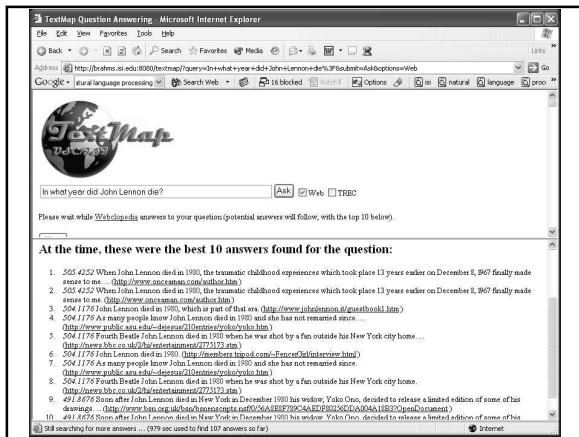 TextMap Question Answering - Microsoft Internet Explorer
File Edit View Favorites Tools Help
Back Search Favorites Media Links
Address http://brahms.isi.edu:8080/textmap/?query=In+what+year+did+John+Lennon+die%3F&submit=Ask&options=Web Go
Google - atural language processing Search Web 16 blocked AutoFill Options isi natural language proo
TextMap
USC/ISI
In what year did John Lennon die? Ask Web TREC
Please wait while Webclopedia answers to your question (potential answers will follow, with the top 10 below).
At the time, these were the best 10 answers found for the question:
1. 505.4252 When John Lennon died in 1980, the traumatic childhood experiences which took place 13 years earlier on December 8, 1967 finally made
sense to me. ... (http://www.onceaman.com/author.htm )
2. 505.4252 When John Lennon died in 1980, the traumatic childhood experiences which took place 13 years earlier on December 8, 1967 finally made
sense to me. (http://www.onceaman.com/author.htm )
3. 504.1176 John Lennon died in 1980, which is part of that era. (http://www.johnlennon.it/guestbook1.htm )
4. 504.1176 As many people know John Lennon died in 1980 and she has not remarried since. ...
(http://www.public.asu.edu/~dejesus/210entries/yoko/yoko.htm )
5. 504.1176 Fourth Beatle John Lennon died in 1980 when he was shot by a fan outside his New York city home. ...
(http://news.bbc.co.uk/2/hi/entertainment/2775173.stm )
6. 504.1176 John Lennon died in 1980. (http://members.tripod.com/~FencerGirl/interview.html )
7. 504.1176 As many people know John Lennon died in 1980 and she has not remarried since.
(http://www.public.asu.edu/~dejesus/210entries/yoko/yoko.htm )
8. 504.1176 Fourth Beatle John Lennon died in 1980 when he was shot by a fan outside his New York city home.
(http://news.bbc.co.uk/2/hi/entertainment/2775173.stm )
9. 491.8676 Soon after John Lennon died in New York in 1980 his widow, Yoko Ono, decided to release a limited edition of some of his
drawings. ... (http://www.bsn.org.uk/bsn/bsnenscripts.nsf/0/56A8E8F789C4AEDF80256DDA004A18B3?OpenDocument )
10. 491.8676 Soon after John Lennon died in New York in 1980 his widow, Yoko Ono, decided to release a limited edition of some of his
Still searching for more answers ... (979 sec used to find 107 answers so far) Internet